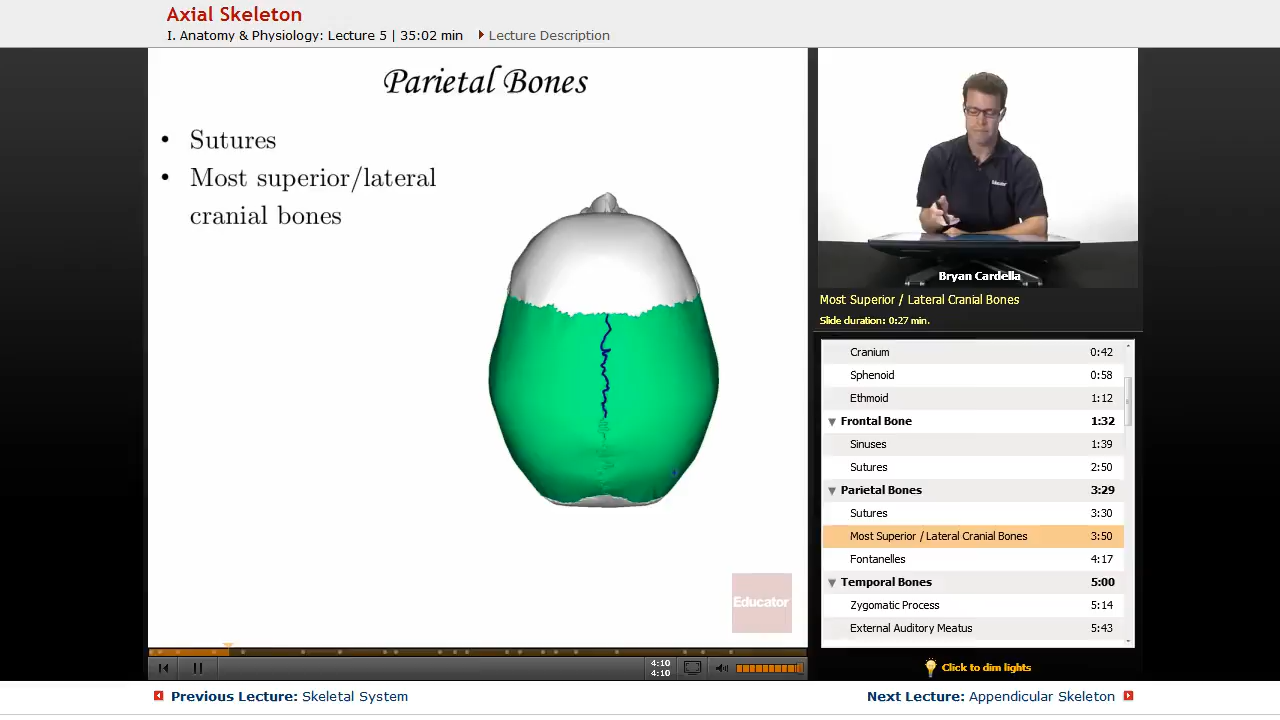 Axial Skeleton
I. Anatomy & Physiology: Lecture 5 | 35:02 min Lecture Description
Parietal Bones
• Sutures
• Most superior/lateral
cranial bones
Educator
Bryan Cardella
Most Superior / Lateral Cranial Bones
Slide duration: 0:27 min.
Cranium 0:42
Sphenoid 0:58
Ethmoid 1:12
Frontal Bone 1:32
Sinuses 1:39
Sutures 2:50
Parietal Bones 3:29
Sutures 3:30
Most Superior / Lateral Cranial Bones 3:50
Fontanelles 4:17
Temporal Bones 5:00
Zygomatic Process 5:14
External Auditory Meatus 5:43
4:10
4:10
Click to dim lights
Previous Lecture: Skeletal System
Next Lecture: Appendicular Skeleton